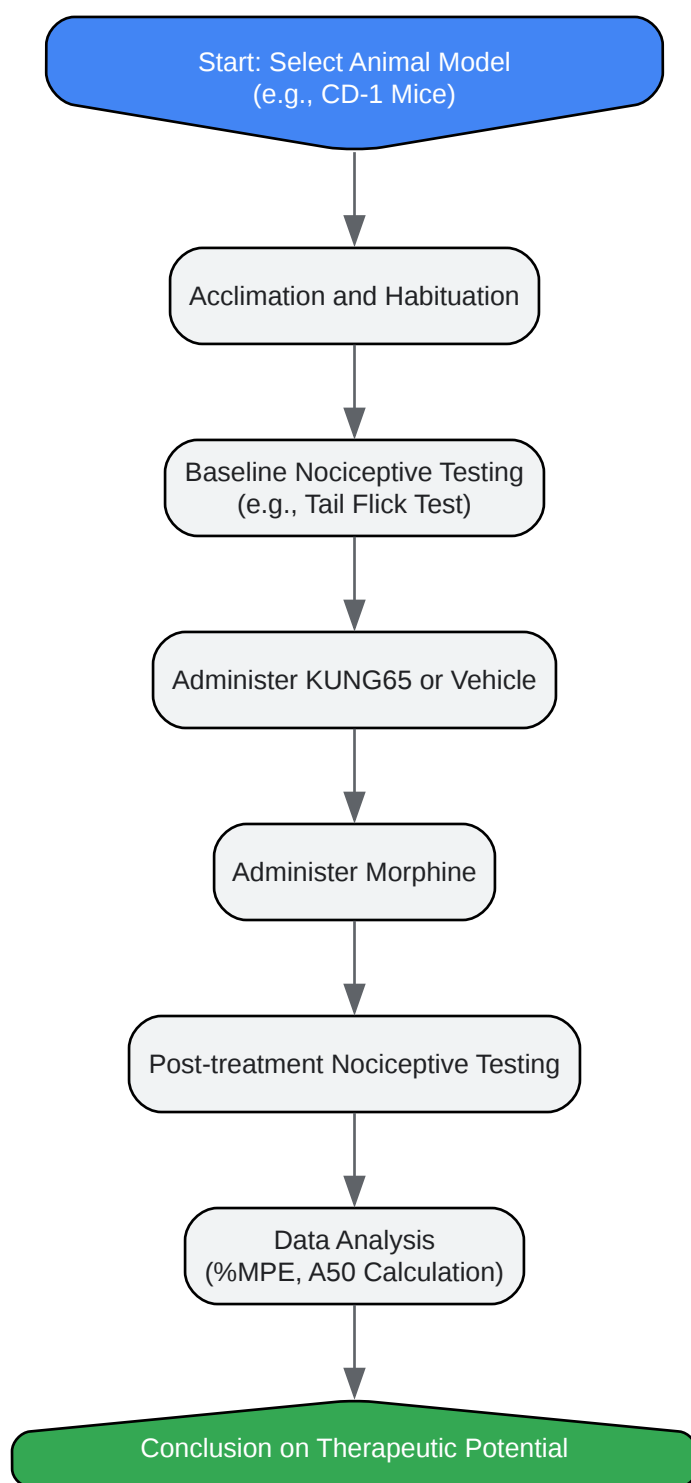 Start: Select Animal Model
(e.g., CD-1 Mice)
Acclimation and Habituation
Baseline Nociceptive Testing
(e.g., Tail Flick Test)
Administer KUNG65 or Vehicle
Administer Morphine
Post-treatment Nociceptive Testing
Data Analysis
(%MPE, A50 Calculation)
Conclusion on Therapeutic Potential